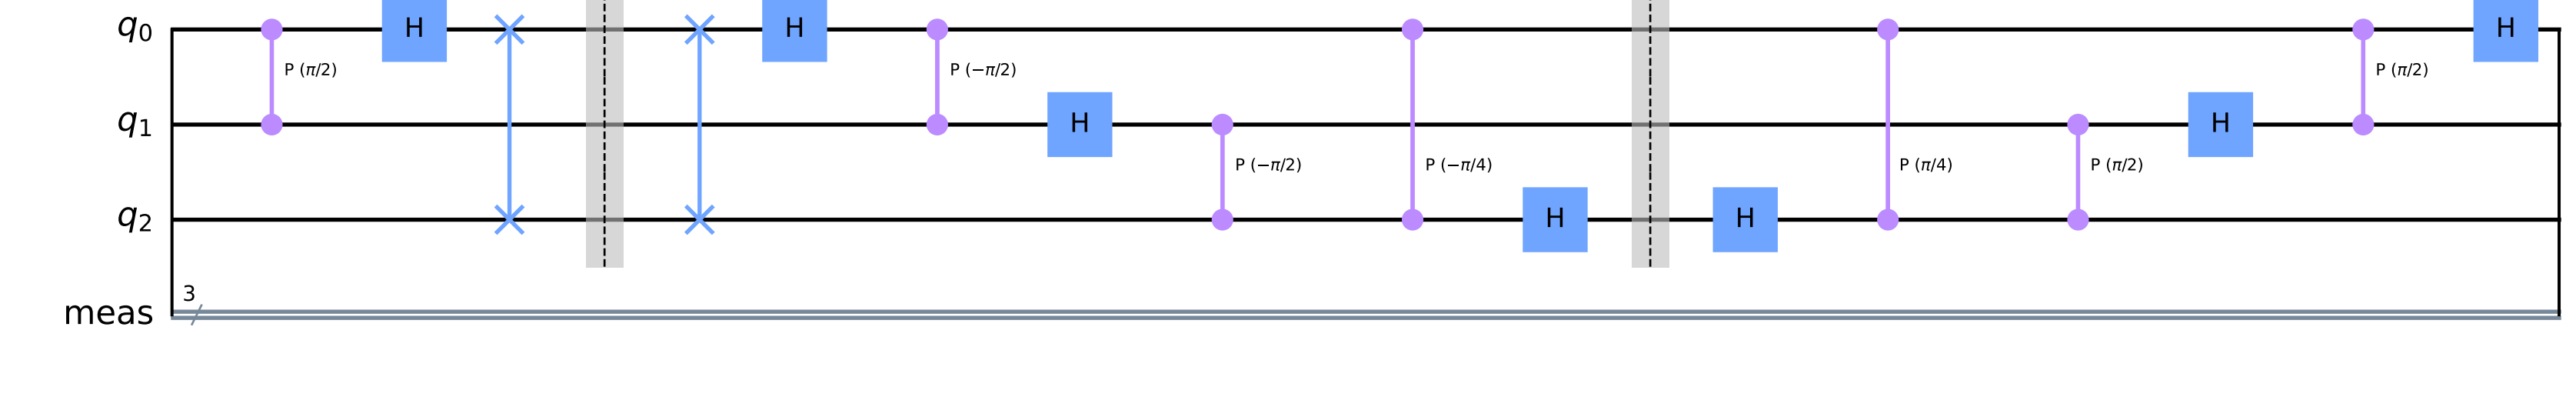 q0 H H H
P (π/2) P (−π/2) P (π/2)
q1 H H
P (−π/2) P (−π/4) P (π/4) P (π/2)
q2 H H
3
meas